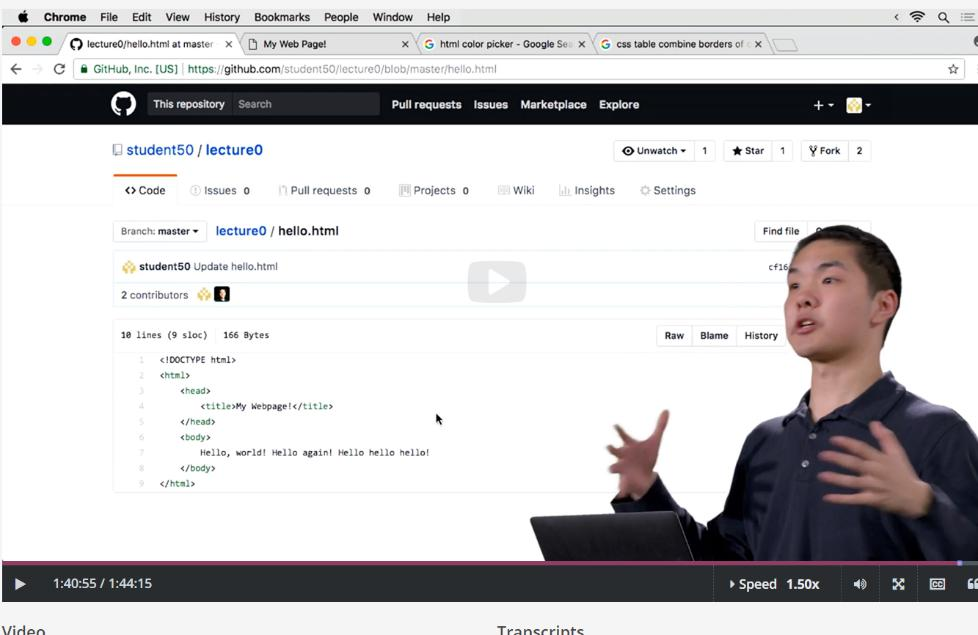 Chrome File Edit View History Bookmarks People Window Help
lecture0/hello.html at master My Web Page! html color picker - Google Sea css table combine borders of
GitHub, Inc. [US] https://github.com/student50/lecture0/blob/master/hello.html
This repository Search Pull requests Issues Marketplace Explore
student50 / lecture0 Unwatch 1 Star 1 Fork 2
<> Code Issues 0 Pull requests 0 Projects 0 Wiki Insights Settings
Branch: master lecture0 / hello.html Find file
student50 Update hello.html cf16
2 contributors
10 lines (9 sloc) 166 Bytes Raw Blame History
1 <!DOCTYPE html>
2 <html>
3 <head>
4 <title>My Webpage!</title>
5 </head>
6 <body>
7 Hello, world! Hello again! Hello hello hello!
8 </body>
9 </html>
1:40:55 / 1:44:15 Speed 1.50x CC
Video Transcripts